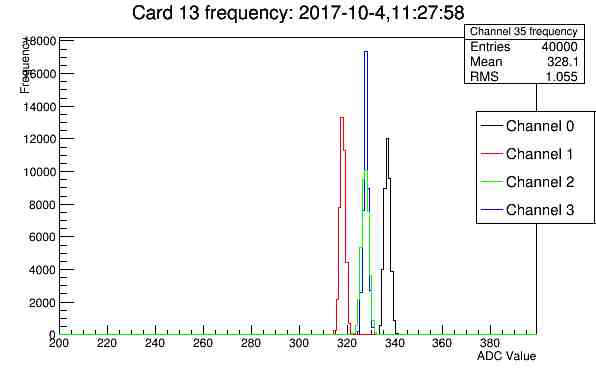 Card 13 frequency: 2017-10-4,11:27:58
Channel 35 frequency
Entries 40000
Mean 328.1
RMS 1.055
Frequency
18000
16000
14000
12000
10000
8000
6000
4000
2000
0
Channel 0
Channel 1
Channel 2
Channel 3
200 220 240 260 280 300 320 340 360 380
ADC Value